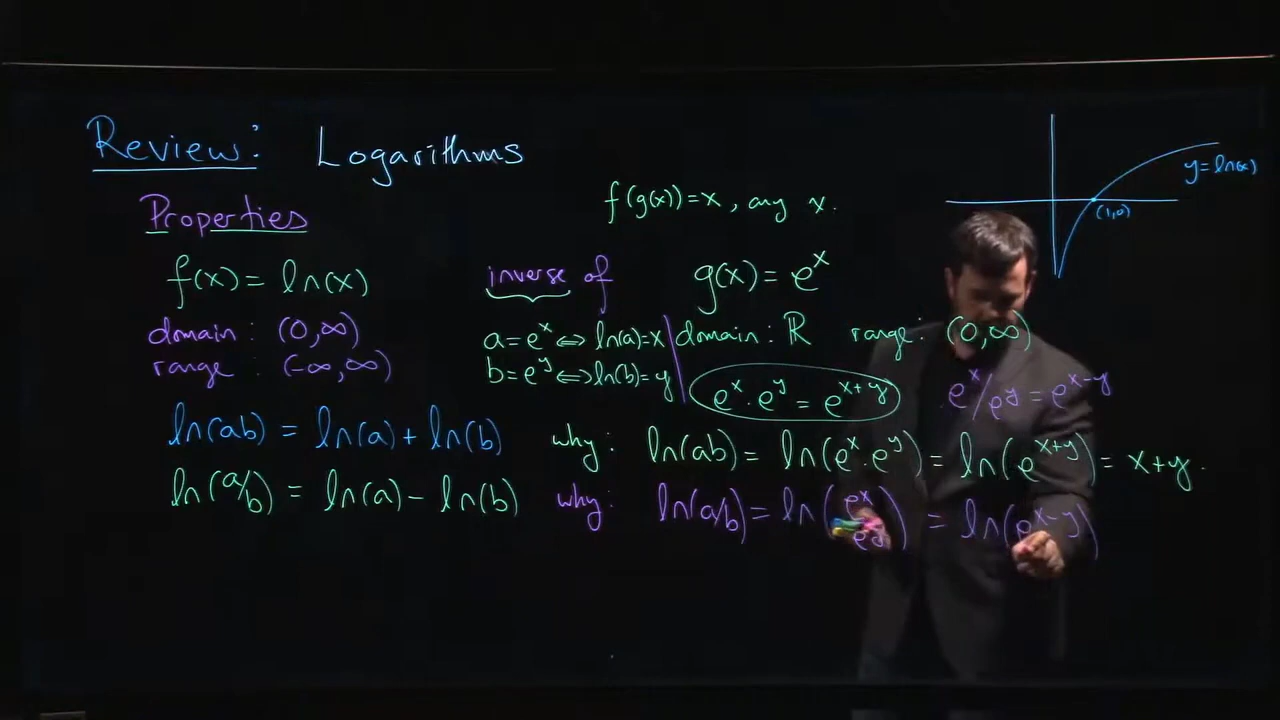 Review: Logarithms
y=ln(x)
(1,0)
Properties
f(g(x))=x, any x.
f(x) = ln(x) inverse of g(x) = e^x
domain: (0,∞) a=e^x ⇔ ln(a)=x domain: ℝ range: (0,∞)
range: (-∞,∞) b=e^y ⇔ ln(b)=y e^x · e^y = e^{x+y} e^x/e^y = e^{x-y}
ln(ab) = ln(a) + ln(b) why: ln(ab) = ln(e^x · e^y) = ln(e^{x+y}) = x+y.
ln(a/b) = ln(a) - ln(b) why: ln(a/b) = ln(e^x/e^y) = ln(e^{x-y})